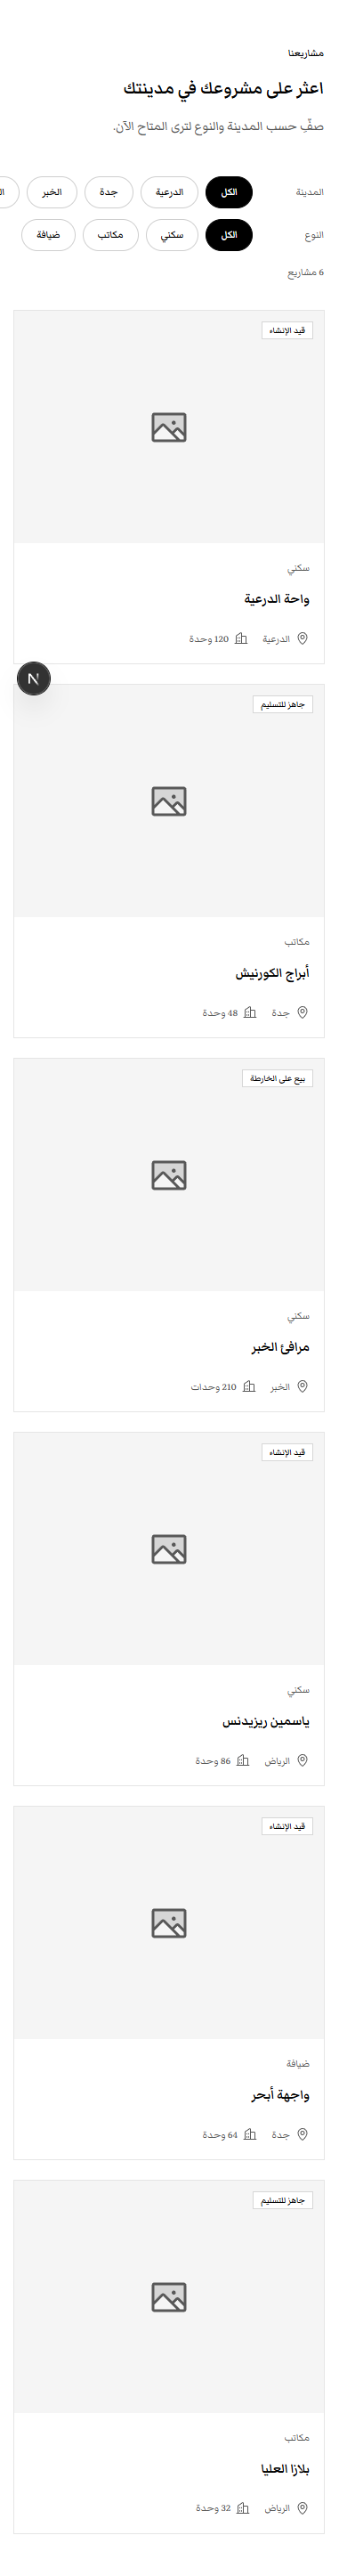 مشاريعنا
اعثر على مشروعك في مدينتك
صفِّ حسب المدينة والنوع لترى المتاح الآن.
المدينة الكل الدرعية جدة الخبر
النوع الكل سكني مكاتب ضيافة
6 مشاريع
قيد الإنشاء
سكني
واحة الدرعية
الدرعية 120 وحدة
N
جاهز للتسليم
مكاتب
أبراج الكورنيش
جدة 48 وحدة
بيع على الخارطة
سكني
مرافئ الخبر
الخبر 210 وحدات
قيد الإنشاء
سكني
ياسمين ريزيدنس
الرياض 86 وحدة
قيد الإنشاء
ضيافة
واجهة أبحر
جدة 64 وحدة
جاهز للتسليم
مكاتب
بلازا العليا
الرياض 32 وحدة